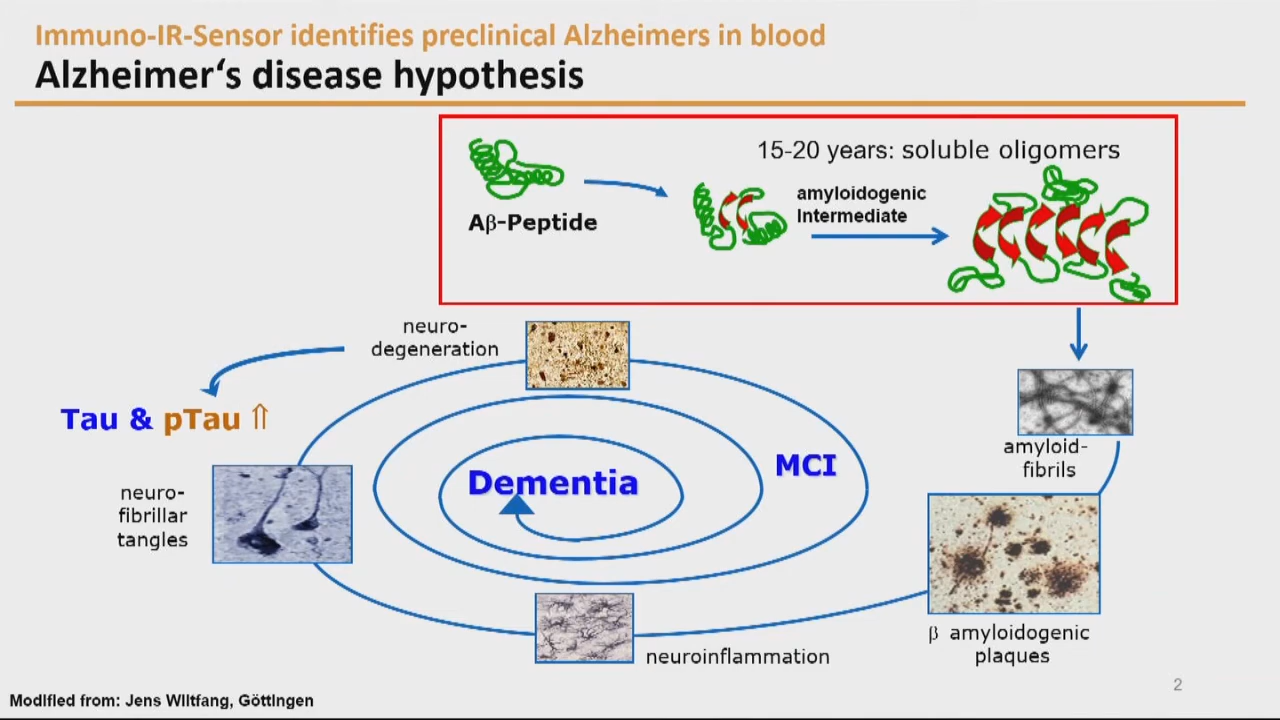 Immuno-IR-Sensor identifies preclinical Alzheimers in blood
Alzheimer‘s disease hypothesis
15-20 years: soluble oligomers
Aβ-Peptide
amyloidogenic
Intermediate
neuro-
degeneration
Tau & pTau ⇑
amyloid-
fibrils
MCI
Dementia
neuro-
fibrillar
tangles
β amyloidogenic
plaques
neuroinflammation
2
Modified from: Jens Wiltfang, Göttingen